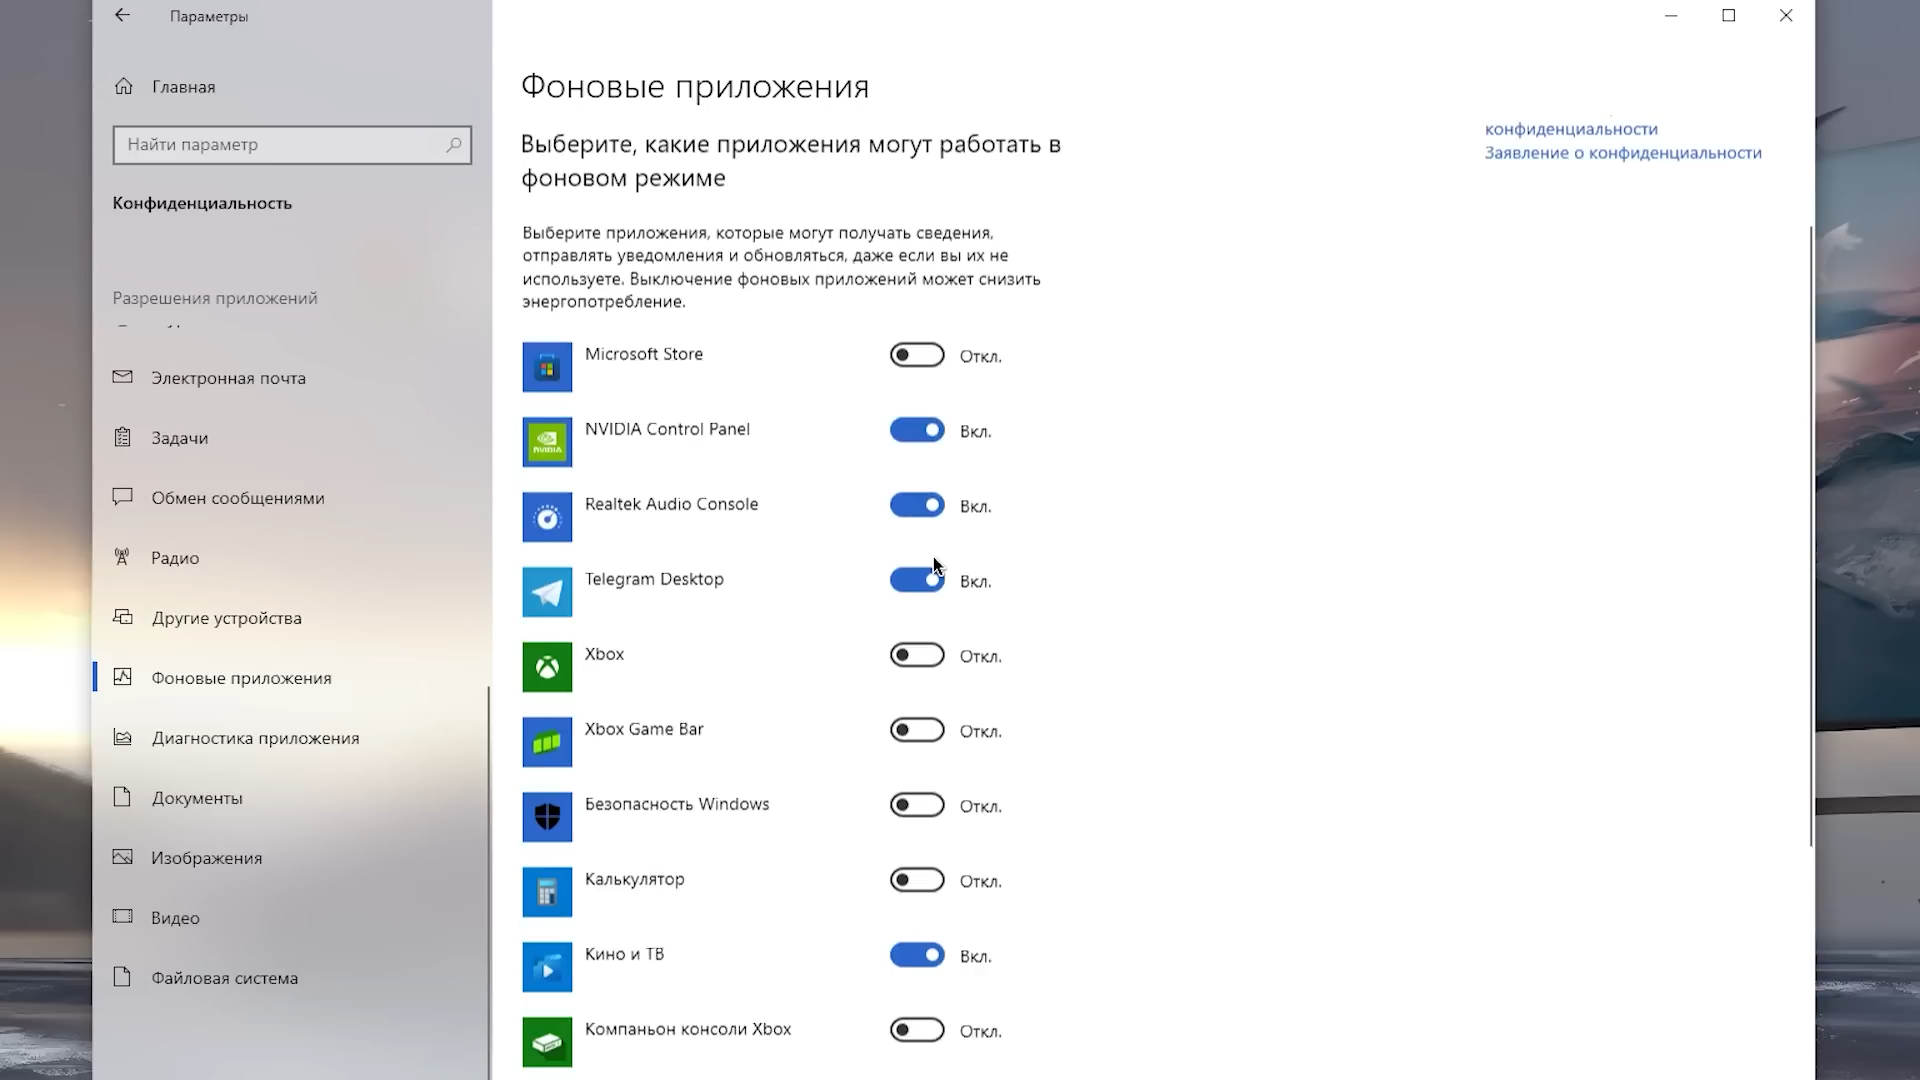 Параметры
Главная
Найти параметр
Конфиденциальность
Разрешения приложений
Электронная почта
Задачи
Обмен сообщениями
Радио
Другие устройства
Фоновые приложения
Диагностика приложения
Документы
Изображения
Видео
Файловая система
Фоновые приложения
Выберите, какие приложения могут работать в
фоновом режиме
Выберите приложения, которые могут получать сведения,
отправлять уведомления и обновляться, даже если вы их не
используете. Выключение фоновых приложений может снизить
энергопотребление.
Microsoft Store Откл.
NVIDIA Control Panel Вкл.
NVIDIA
Realtek Audio Console Вкл.
Telegram Desktop Вкл.
Xbox Откл.
Xbox Game Bar Откл.
Безопасность Windows Откл.
Калькулятор Откл.
Кино и ТВ Вкл.
Компаньон консоли Xbox Откл.
конфиденциальности
Заявление о конфиденциальности